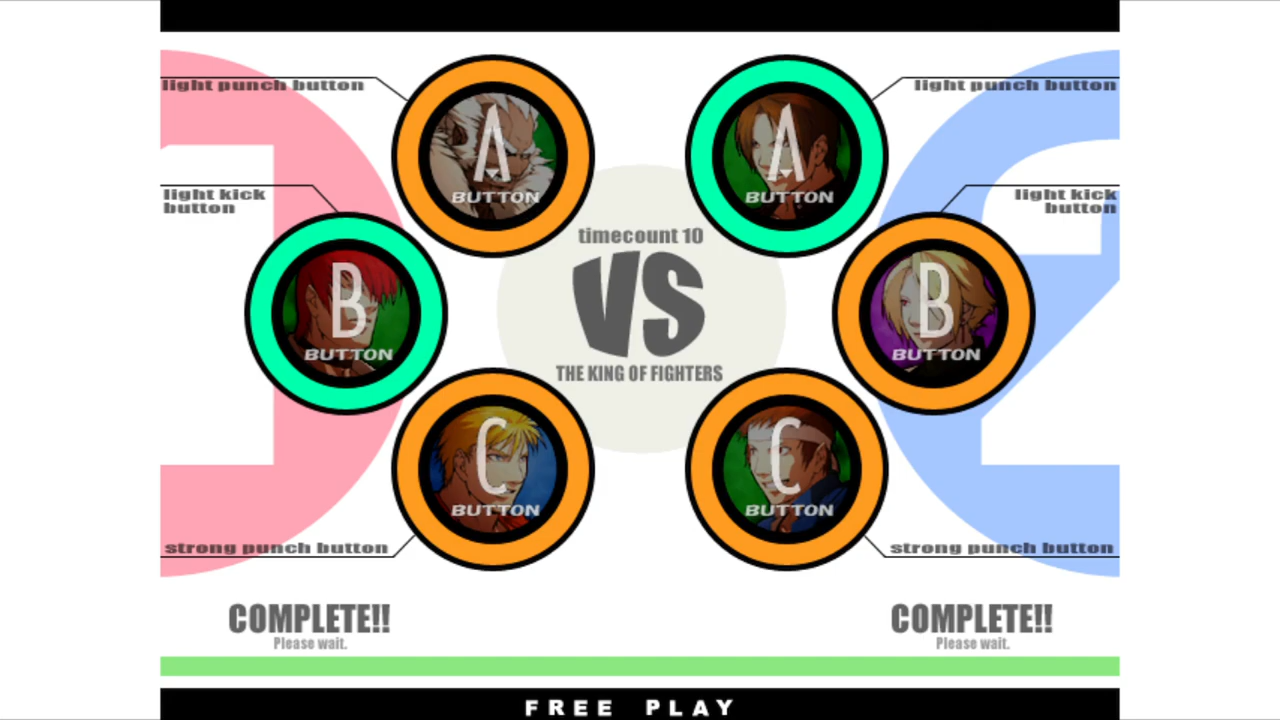 light punch button
light punch button
A
BUTTON
A
BUTTON
light kick
button
light kick
button
timecount 10
VS
THE KING OF FIGHTERS
B
BUTTON
B
BUTTON
C
BUTTON
C
BUTTON
strong punch button
strong punch button
COMPLETE!!
Please wait.
COMPLETE!!
Please wait.
FREE PLAY
1
2